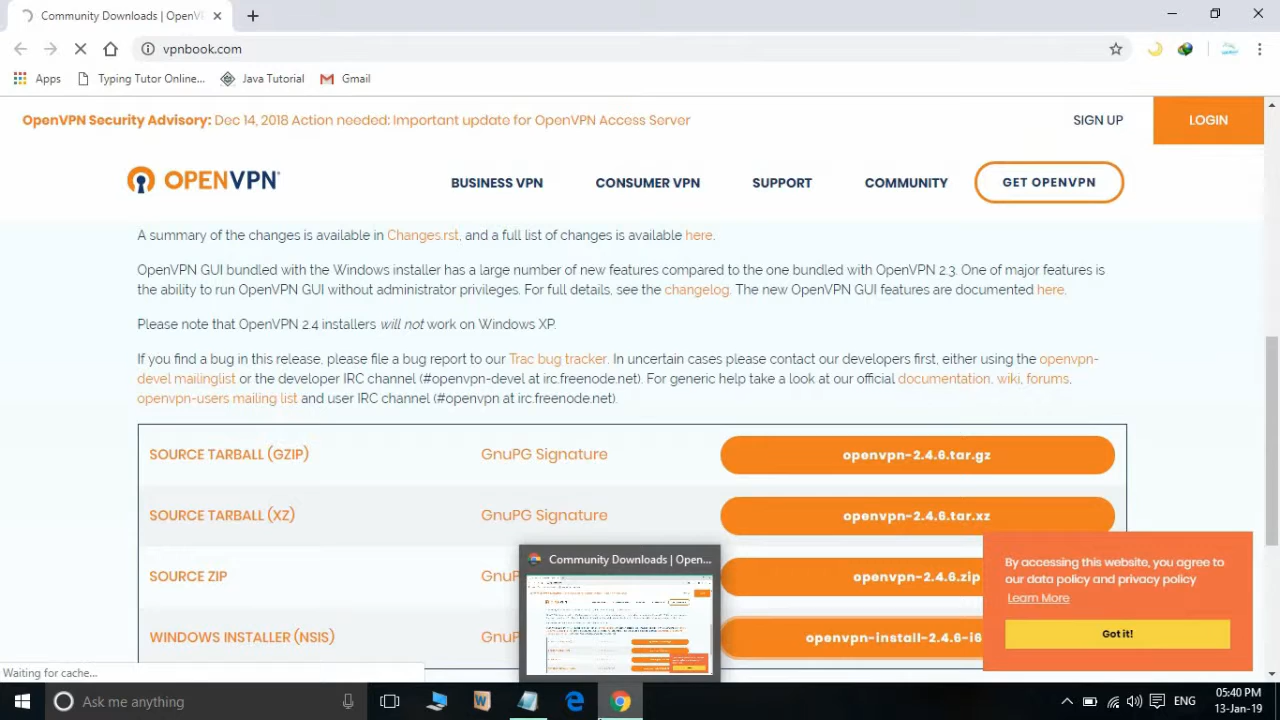 Community Downloads | OpenV
vpnbook.com
Apps
Typing Tutor Online...
Java Tutorial
Gmail
OpenVPN Security Advisory: Dec 14, 2018 Action needed: Important update for OpenVPN Access Server
SIGN UP
LOGIN
OPENVPN
BUSINESS VPN
CONSUMER VPN
SUPPORT
COMMUNITY
GET OPENVPN
A summary of the changes is available in Changes.rst, and a full list of changes is available here.
OpenVPN GUI bundled with the Windows installer has a large number of new features compared to the one bundled with OpenVPN 2.3. One of major features is
the ability to run OpenVPN GUI without administrator privileges. For full details, see the changelog. The new OpenVPN GUI features are documented here.
Please note that OpenVPN 2.4 installers will not work on Windows XP.
If you find a bug in this release, please file a bug report to our Trac bug tracker. In uncertain cases please contact our developers first, either using the openvpn-
devel mailinglist or the developer IRC channel (#openvpn-devel at irc.freenode.net). For generic help take a look at our official documentation, wiki, forums,
openvpn-users mailing list and user IRC channel (#openvpn at irc.freenode.net).
SOURCE TARBALL (GZIP)
GnuPG Signature
openvpn-2.4.6.tar.gz
SOURCE TARBALL (XZ)
GnuPG Signature
openvpn-2.4.6.tar.xz
SOURCE ZIP
GnuP
openvpn-2.4.6.zip
WINDOWS INSTALLER (NSIS)
GnuP
openvpn-install-2.4.6-i6
Community Downloads | Open...
By accessing this website, you agree to
our data policy and privacy policy
Learn More
Got it!
Waiting for cache...
Ask me anything
ENG
05:40 PM
13-Jan-19